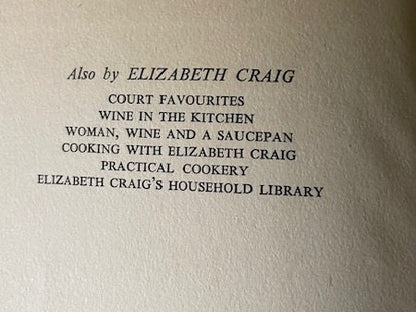 Also by ELIZABETH CRAIG
COURT FAVOURITES
WINE IN THE KITCHEN
WOMAN, WINE AND A SAUCEPAN
COOKING WITH ELIZABETH CRAIG
PRACTICAL COOKERY
ELIZABETH CRAIG'S HOUSEHOLD LIBRARY